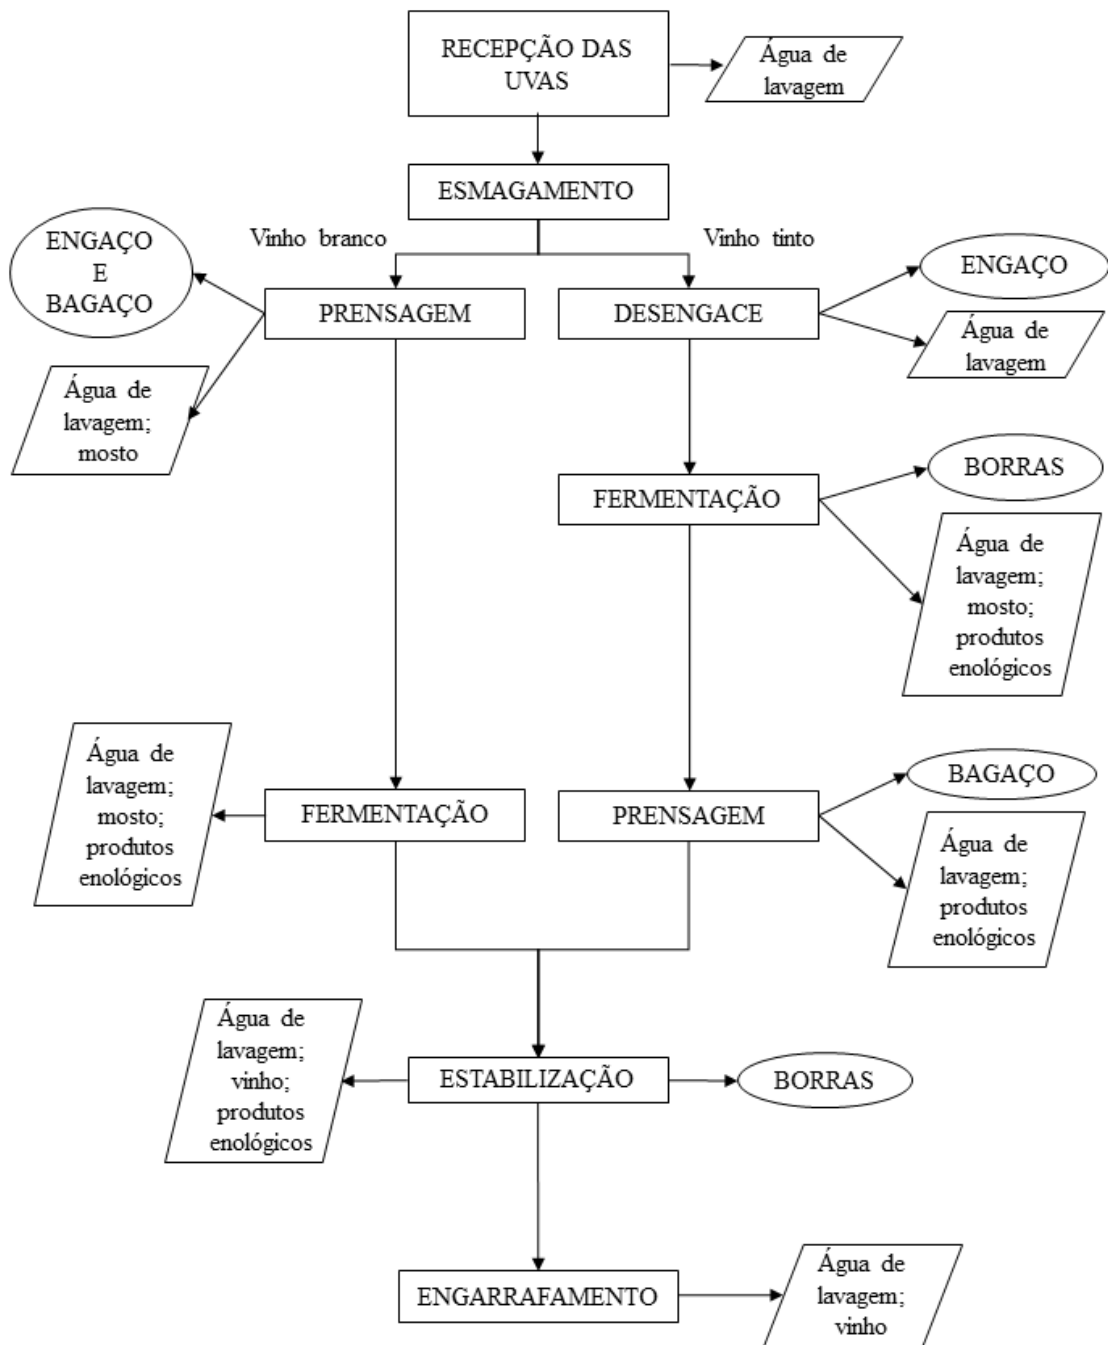 RECEPÇÃO DAS
UVAS
Água de
lavagem
ESMAGAMENTO
Vinho branco
Vinho tinto
ENGAÇO
E
BAGAÇO
PRENSAGEM
DESENGACE
ENGAÇO
Água de
lavagem
Água de
lavagem;
mosto
FERMENTAÇÃO
BORRAS
Água de
lavagem;
mosto;
produtos
enológicos
Água de
lavagem;
mosto;
produtos
enológicos
FERMENTAÇÃO
PRENSAGEM
BAGAÇO
Água de
lavagem;
produtos
enológicos
Água de
lavagem;
vinho;
produtos
enológicos
ESTABILIZAÇÃO
BORRAS
ENGARRAFAMENTO
Água de
lavagem;
vinho